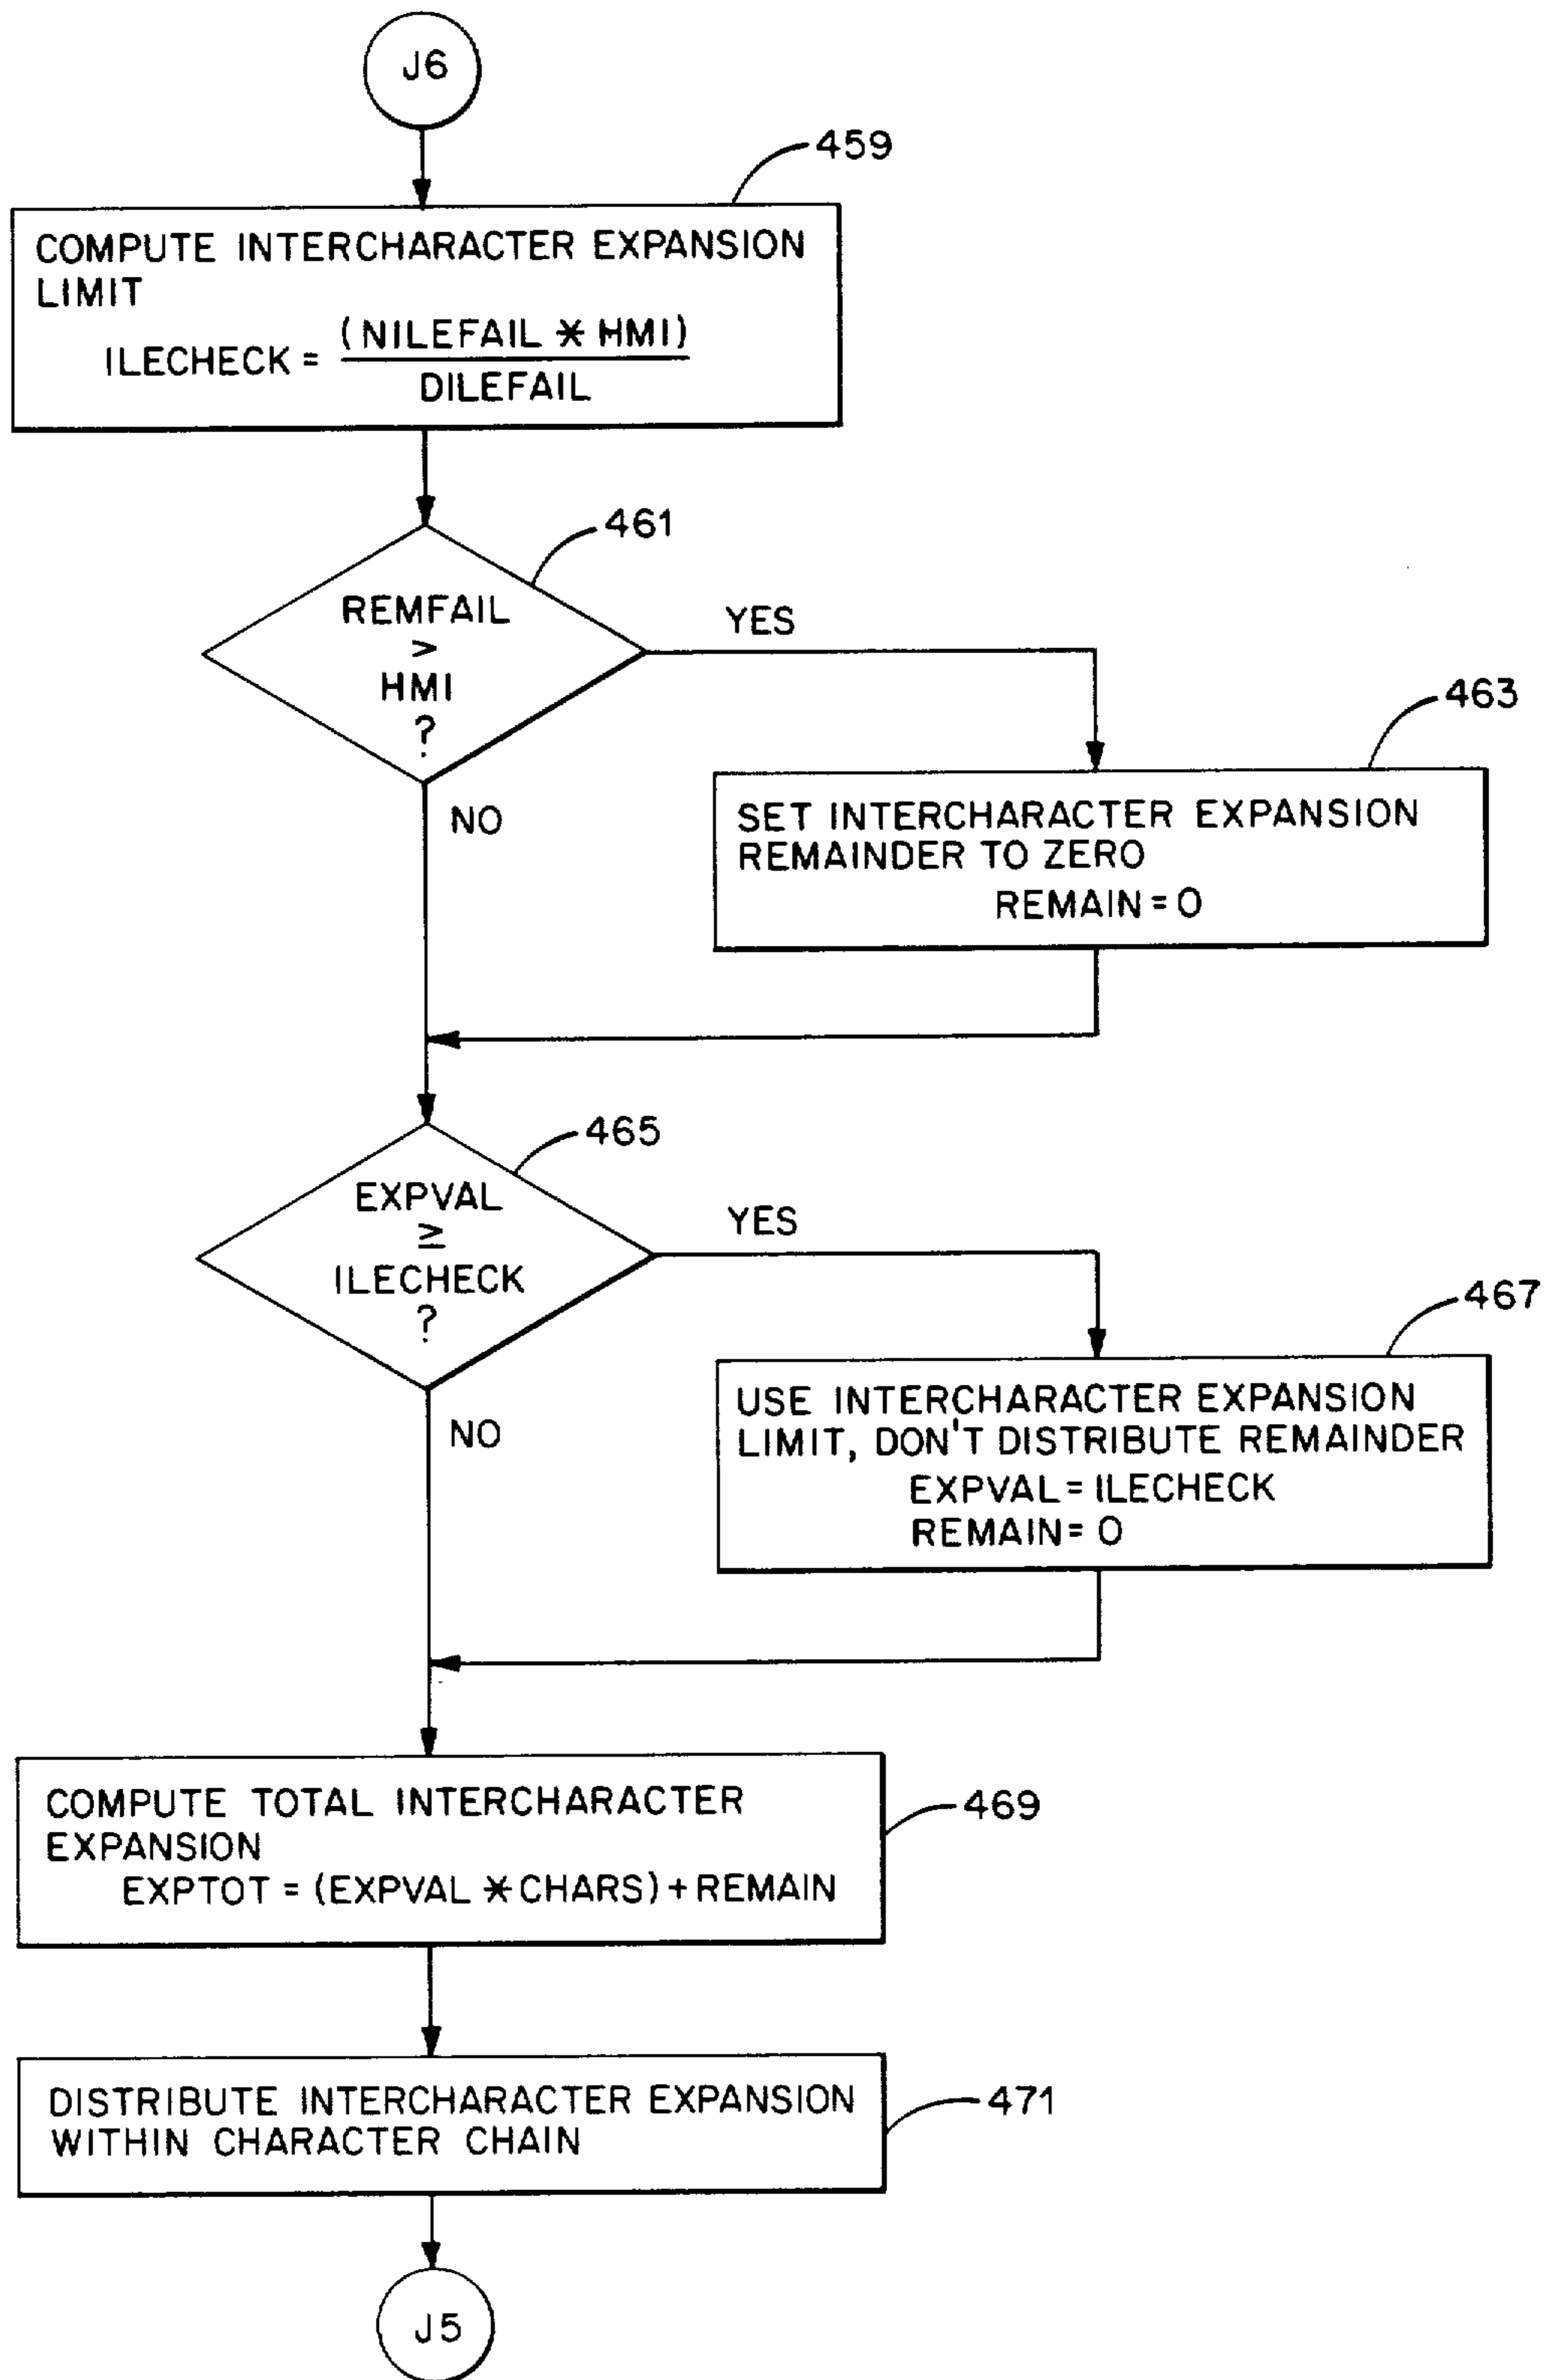 J6
459
COMPUTE INTERCHARACTER EXPANSION
LIMIT
ILECHECK = (NILEFAIL * HMI)
DILEFAIL
461
REMFAIL
>
HMI
?
YES
NO
463
SET INTERCHARACTER EXPANSION
REMAINDER TO ZERO
REMAIN = 0
465
EXPVAL
≥
ILECHECK
?
YES
NO
467
USE INTERCHARACTER EXPANSION
LIMIT, DON'T DISTRIBUTE REMAINDER
EXPVAL = ILECHECK
REMAIN = 0
469
COMPUTE TOTAL INTERCHARACTER
EXPANSION
EXPTOT = (EXPVAL * CHARS) + REMAIN
471
DISTRIBUTE INTERCHARACTER EXPANSION
WITHIN CHARACTER CHAIN
J5